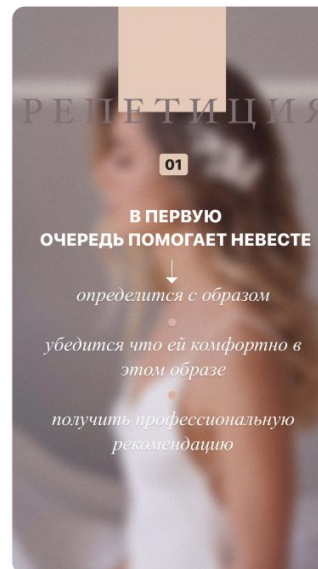 РЕПЕТИЦИЯ
01
В ПЕРВУЮ
ОЧЕРЕДЬ ПОМОГАЕТ НЕВЕСТЕ
определится с образом
убедится что ей комфортно в
этом образе
получить профессиональную
рекомендацию